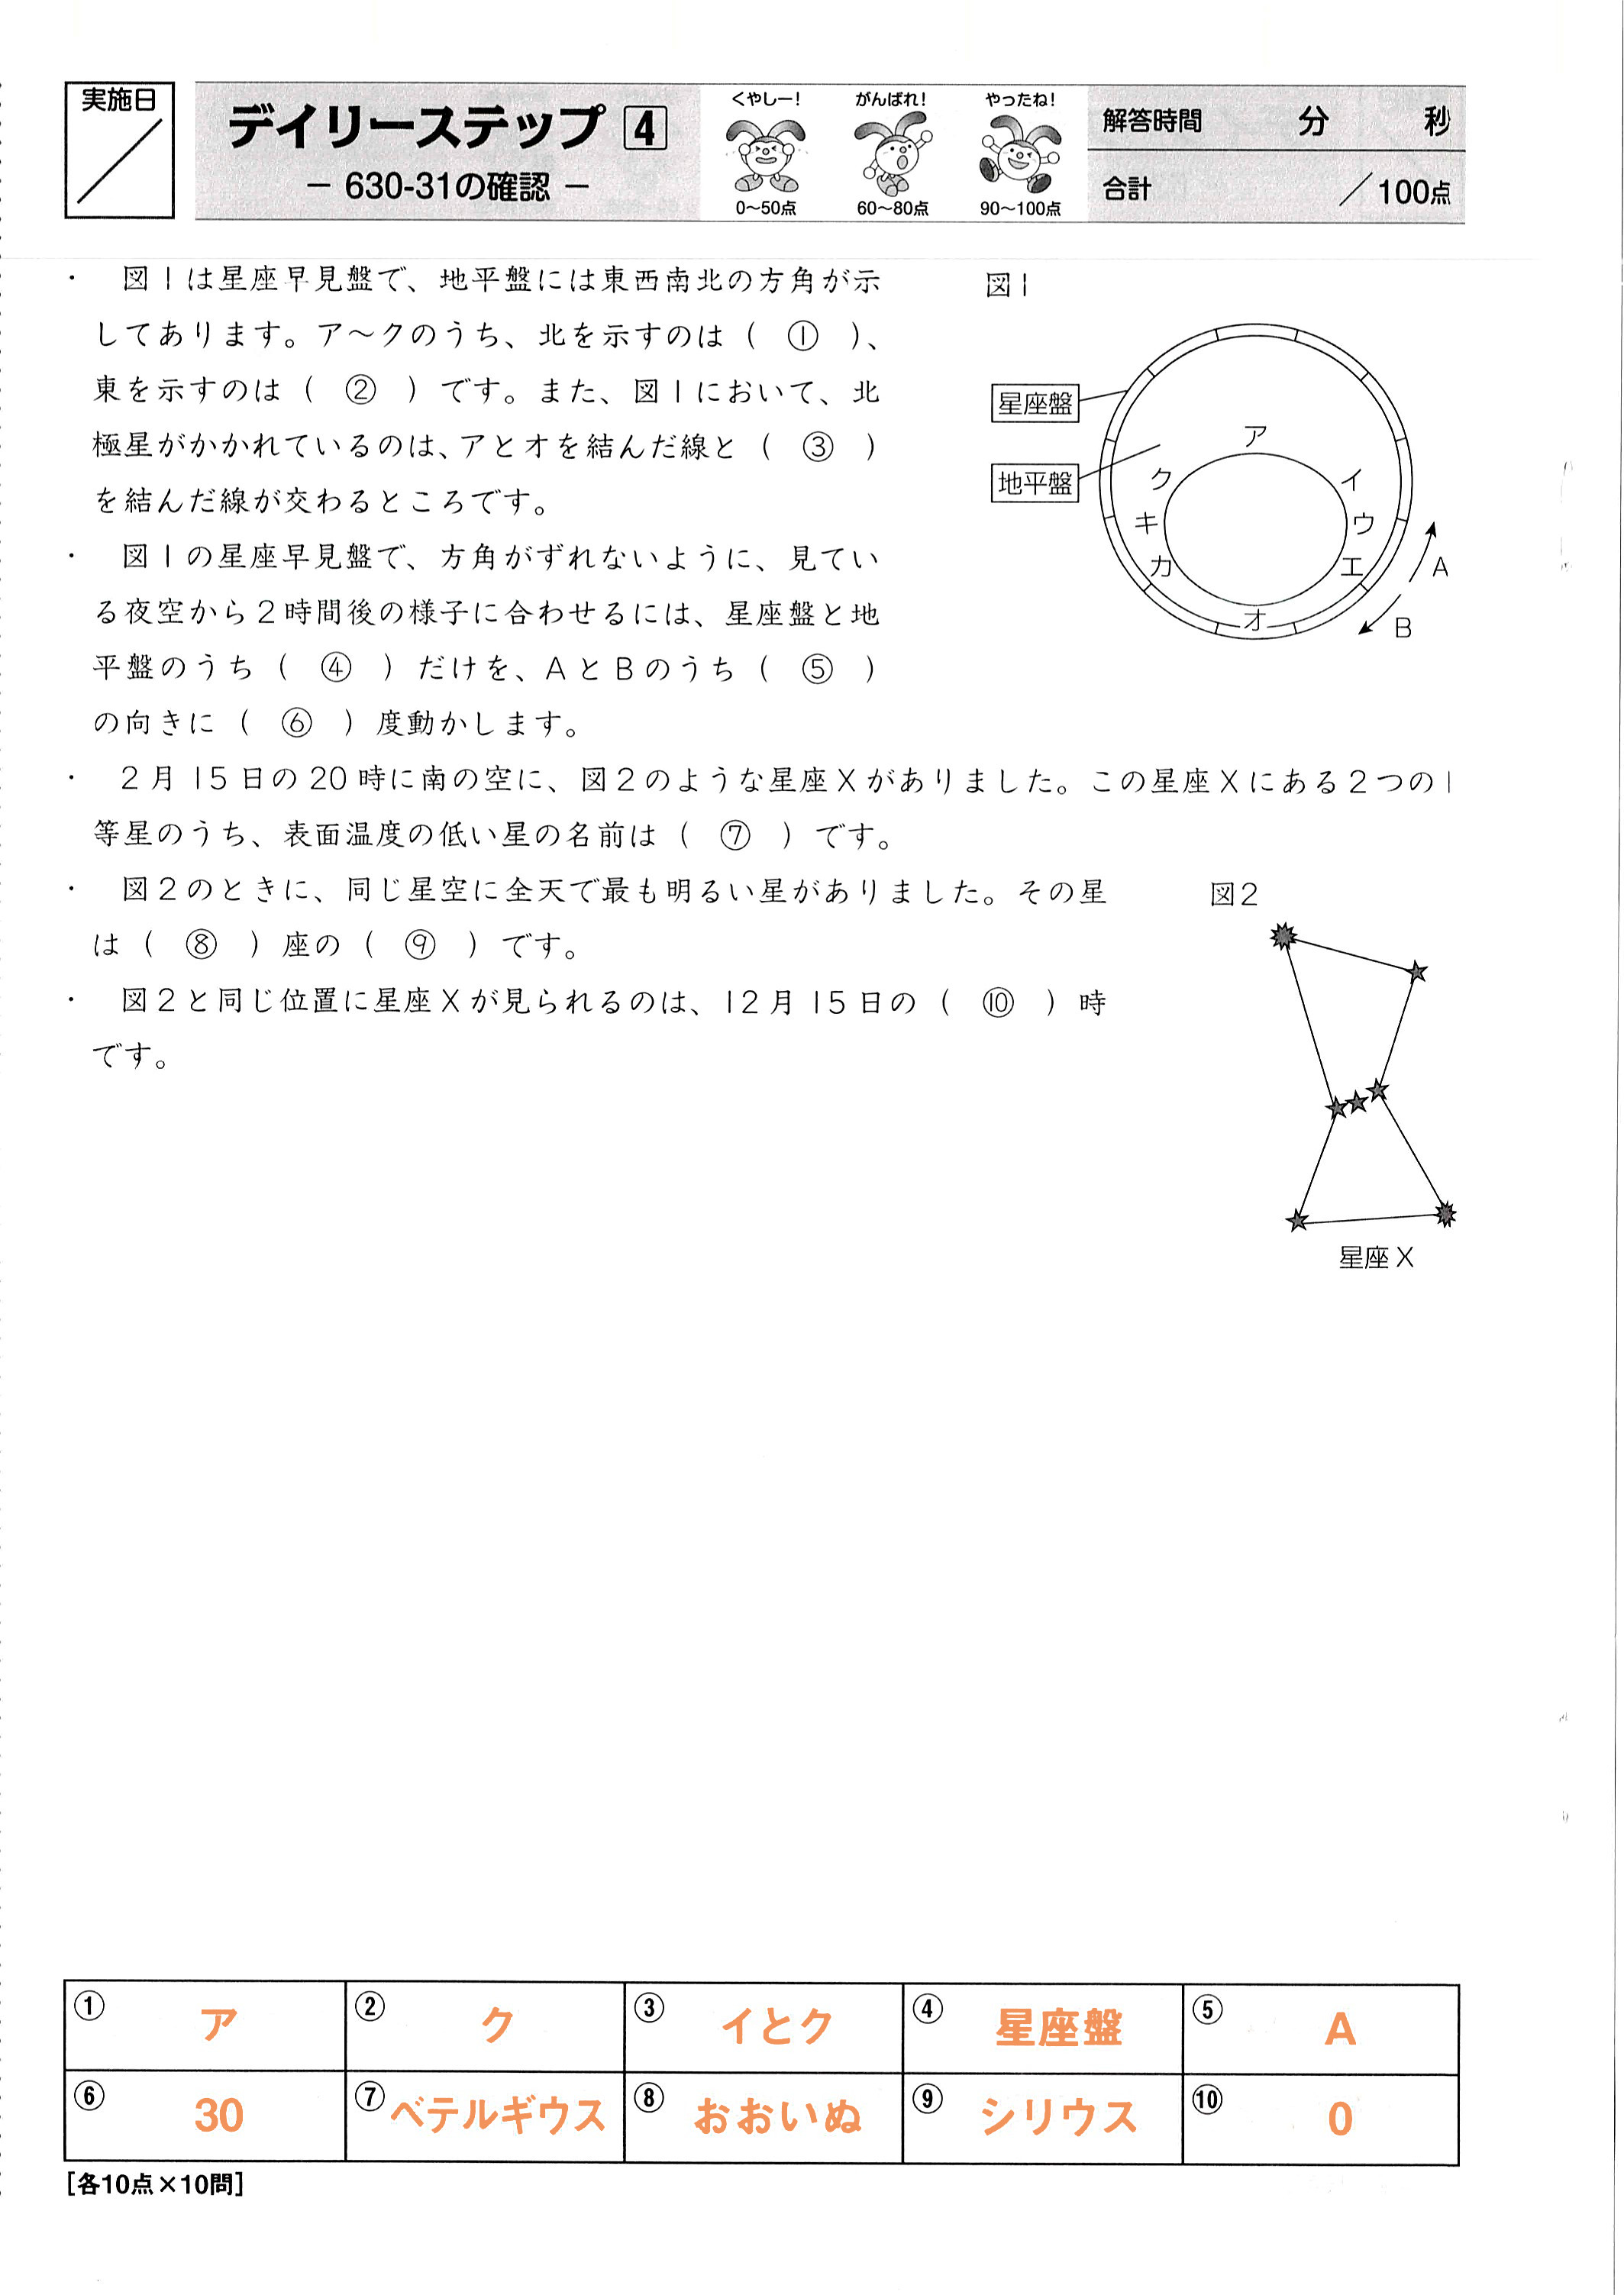 実施日
デイリーステップ 4
− 630-31の確認 −
くやしー!
0〜50点
がんばれ!
60〜80点
やったね!
90〜100点
解答時間 分 秒
合計 /100点
・ 図1は星座早見盤で、地平盤には東西南北の方角が示
してあります。ア〜クのうち、北を示すのは( ① )、
東を示すのは( ② )です。また、図1において、北
極星がかかれているのは、アとオを結んだ線と( ③ )
を結んだ線が交わるところです。
・ 図1の星座早見盤で、方角がずれないように、見てい
る夜空から2時間後の様子に合わせるには、星座盤と地
平盤のうち( ④ )だけを、AとBのうち( ⑤ )
の向きに( ⑥ )度動かします。
図1
星座盤
地平盤
ア
イ
ウ
エ
オ
カ
キ
ク
A
B
・ 2月15日の20時に南の空に、図2のような星座Xがありました。この星座Xにある2つの1
等星のうち、表面温度の低い星の名前は( ⑦ )です。
・ 図2のときに、同じ星空に全天で最も明るい星がありました。その星
は( ⑧ )座の( ⑨ )です。
・ 図2と同じ位置に星座Xが見られるのは、12月15日の( ⑩ )時
です。
図2
星座X
① ア ② ク ③ イとク ④ 星座盤 ⑤ A
⑥ 30 ⑦ ベテルギウス ⑧ おおいぬ ⑨ シリウス ⑩ 0
[各10点×10問]